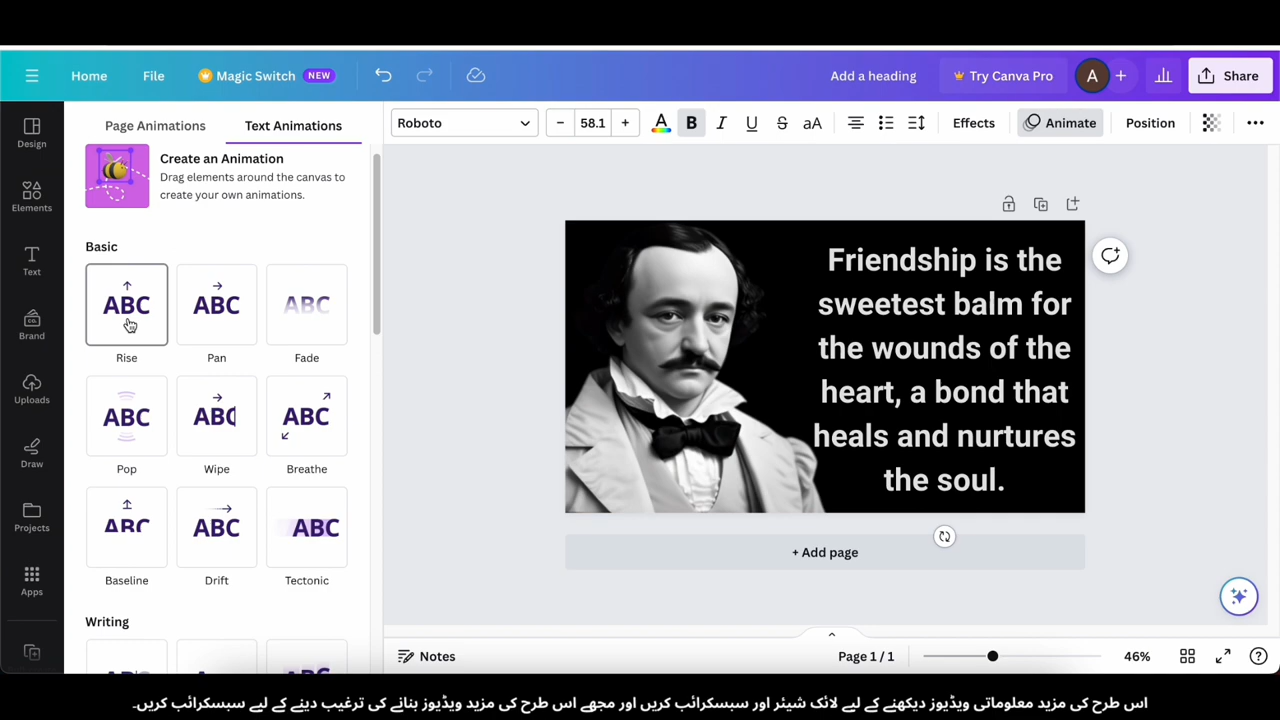 Home File Magic Switch NEW Add a heading Try Canva Pro A Share
Page Animations Text Animations
Roboto 58.1 A B I U S aA Effects Animate Position
Design
Elements
Text
Brand
Uploads
Draw
Projects
Apps
Create an Animation
Drag elements around the canvas to
create your own animations.
Basic
ABC ABC ABC
Rise Pan Fade
ABC ABC ABC
Pop Wipe Breathe
ABC ABC ABC
Baseline Drift Tectonic
Writing
Friendship is the
sweetest balm for
the wounds of the
heart, a bond that
heals and nurtures
the soul.
+ Add page
Notes Page 1 / 1 46%
اس طرح کی مزید معلوماتی ویڈیوز دیکھنے کے لیے لائک شیئر اور سبسکرائب کریں اور مجھے اس طرح کی مزید ویڈیوز بنانے کی ترغیب دینے کے لیے سبسکرائب کریں۔